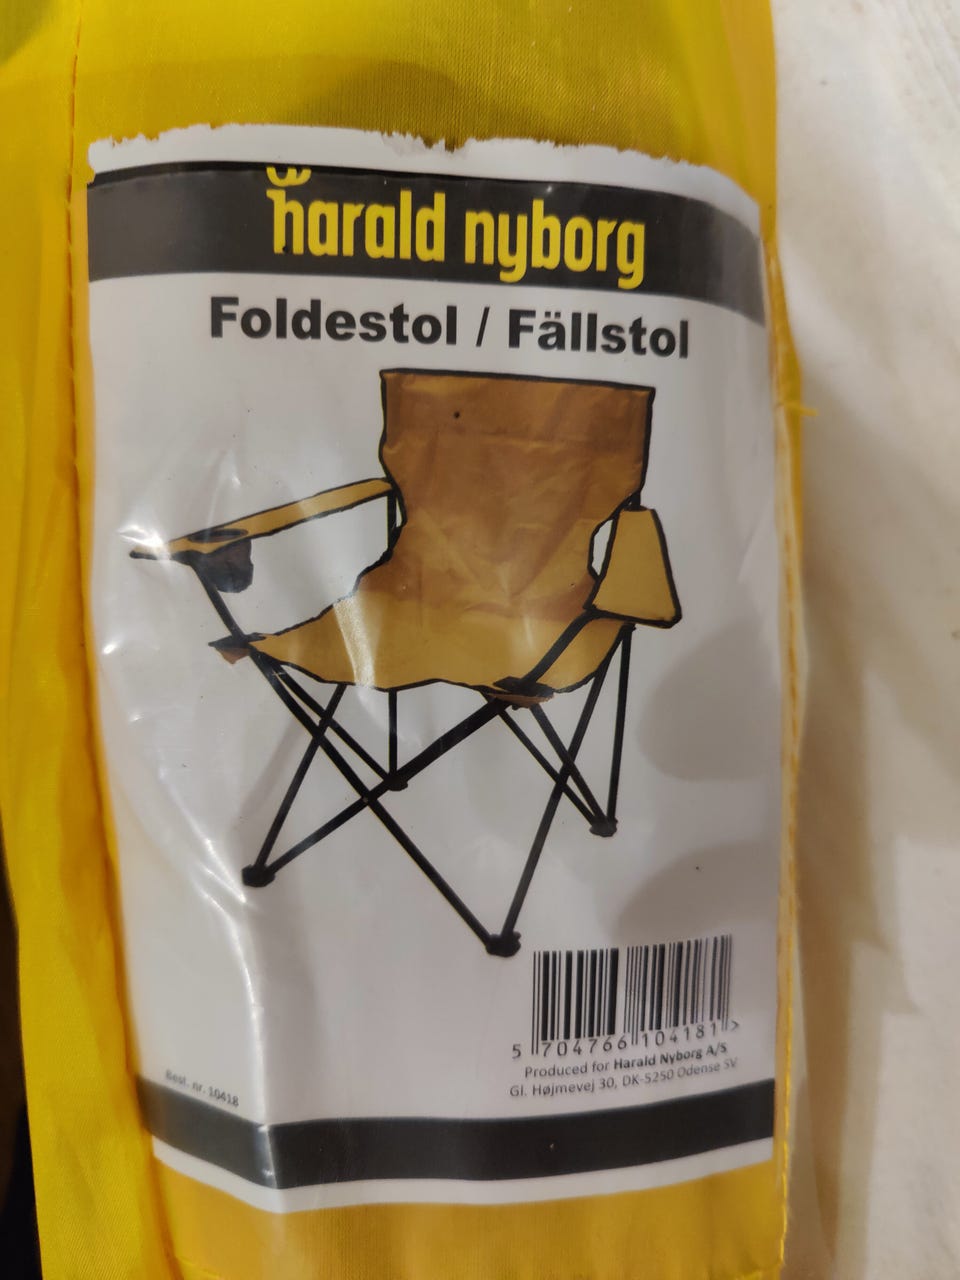 harald nyborg
Foldestol / Fällstol
5 704766 104181 >
Produced for Harald Nyborg A/S
Gl. Højmevej 30, DK-5250 Odense SV
Best. nr. 10418